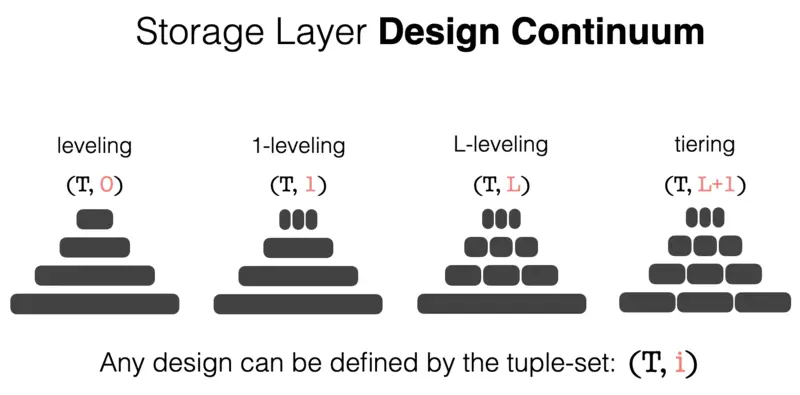 Storage Layer Design Continuum
leveling 1-leveling L-leveling tiering
(T, 0) (T, 1) (T, L) (T, L+1)
Any design can be defined by the tuple-set: (T, i)